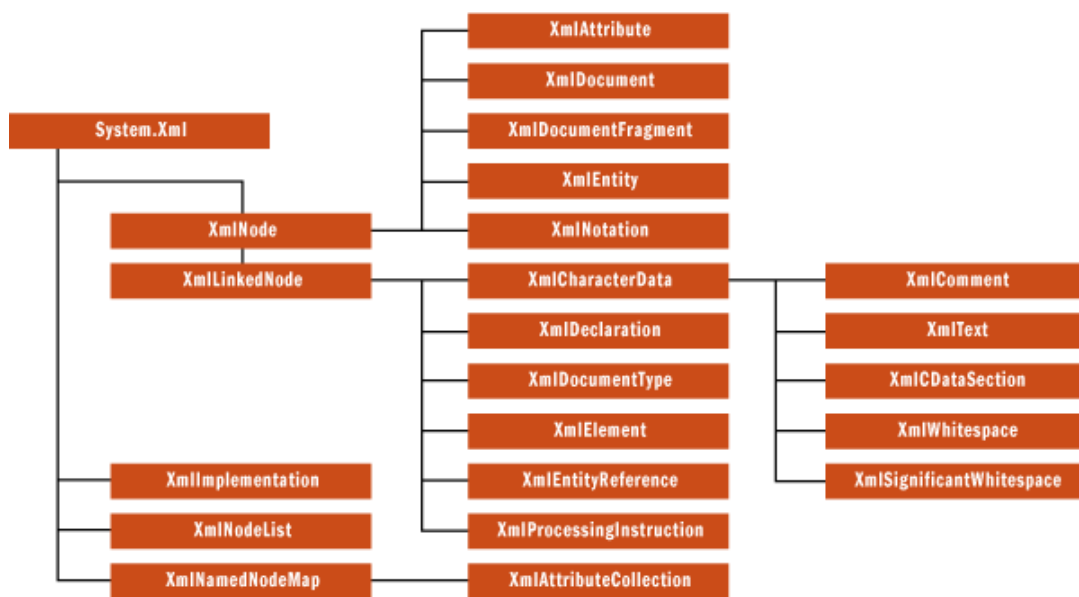 XmlAttribute
XmlDocument
System.Xml
XmlDocumentFragment
XmlEntity
XmlNode
XmlNotation
XmlLinkedNode
XmlCharacterData
XmlComment
XmlDeclaration
XmlText
XmlDocumentType
XmlCDataSection
XmlElement
XmlWhitespace
XmlImplementation
XmlEntityReference
XmlSignificantWhitespace
XmlNodeList
XmlProcessingInstruction
XmlNamedNodeMap
XmlAttributeCollection